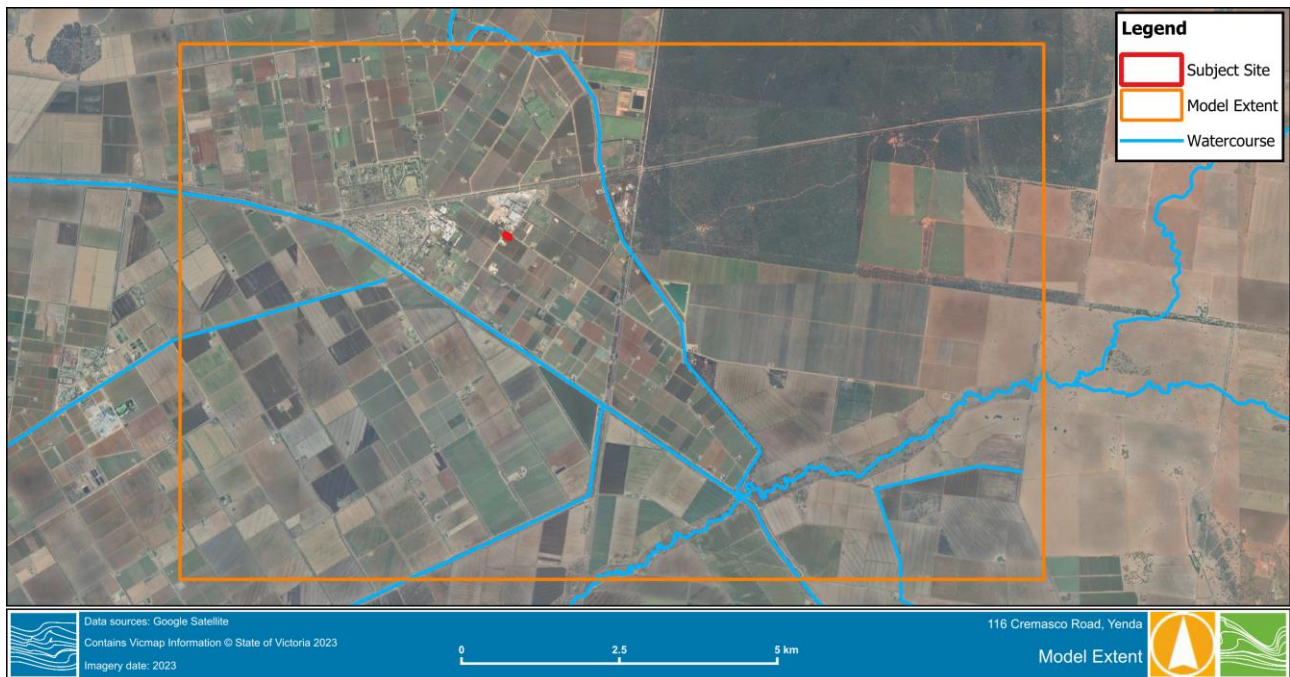 Legend
Subject Site
Model Extent
Watercourse
Data sources: Google Satellite
Contains Vicmap Information © State of Victoria 2023
Imagery date: 2023
0 2.5 5 km
116 Cremasco Road, Yenda
Model Extent